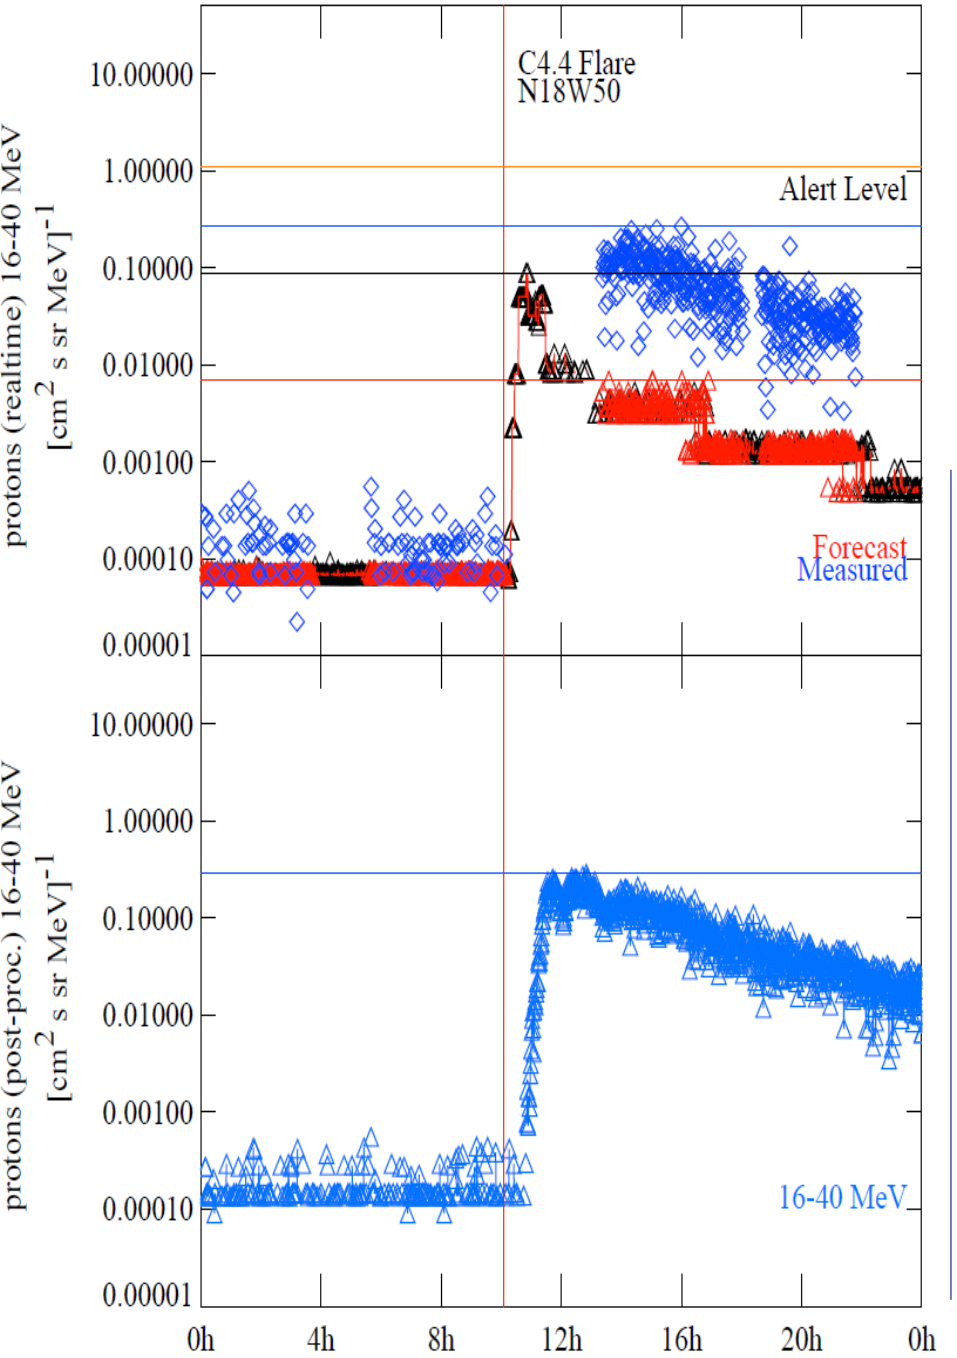 protons (realtime) 16-40 MeV
[cm2 s sr MeV]-1
10.00000
1.00000
0.10000
0.01000
0.00100
0.00010
0.00001
C4.4 Flare
N18W50
Alert Level
Forecast
Measured
protons (post-proc.) 16-40 MeV
[cm2 s sr MeV]-1
10.00000
1.00000
0.10000
0.01000
0.00100
0.00010
0.00001
16-40 MeV
0h 4h 8h 12h 16h 20h 0h